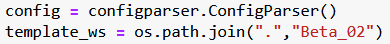 config = configparser.ConfigParser()
template_ws = os.path.join(".","Beta_02")